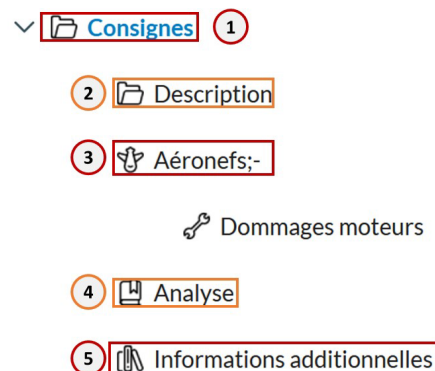 Consignes 1
2 Description
3 Aéronefs;-
Dommages moteurs
4 Analyse
5 Informations additionnelles